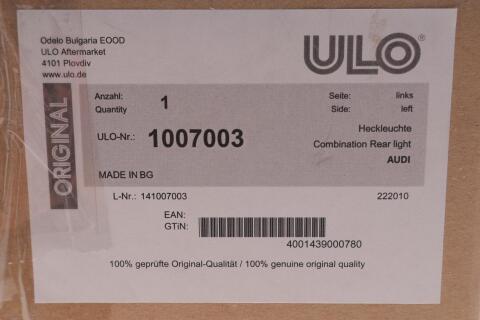 Odelo Bulgaria EOOD
ULO Aftermarket
4101 Plovdiv
www.ulo.de
ULO®
ORIGINAL
Anzahl: 1 Seite: links
Quantity Side: left
ULO-Nr.: 1007003
Heckleuchte
Combination Rear light
AUDI
MADE IN BG
L-Nr.: 141007003 222010
EAN:
GTiN:
4001439000780
100% geprüfte Original-Qualität / 100% genuine original quality